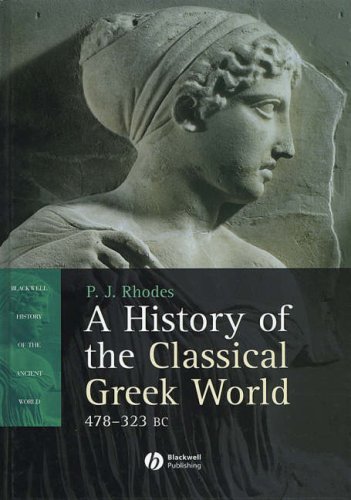 P. J. Rhodes
A History of
the Classical
Greek World
478–323 BC
BLACKWELL
HISTORY
OF THE
ANCIENT
WORLD
Blackwell
Publishing